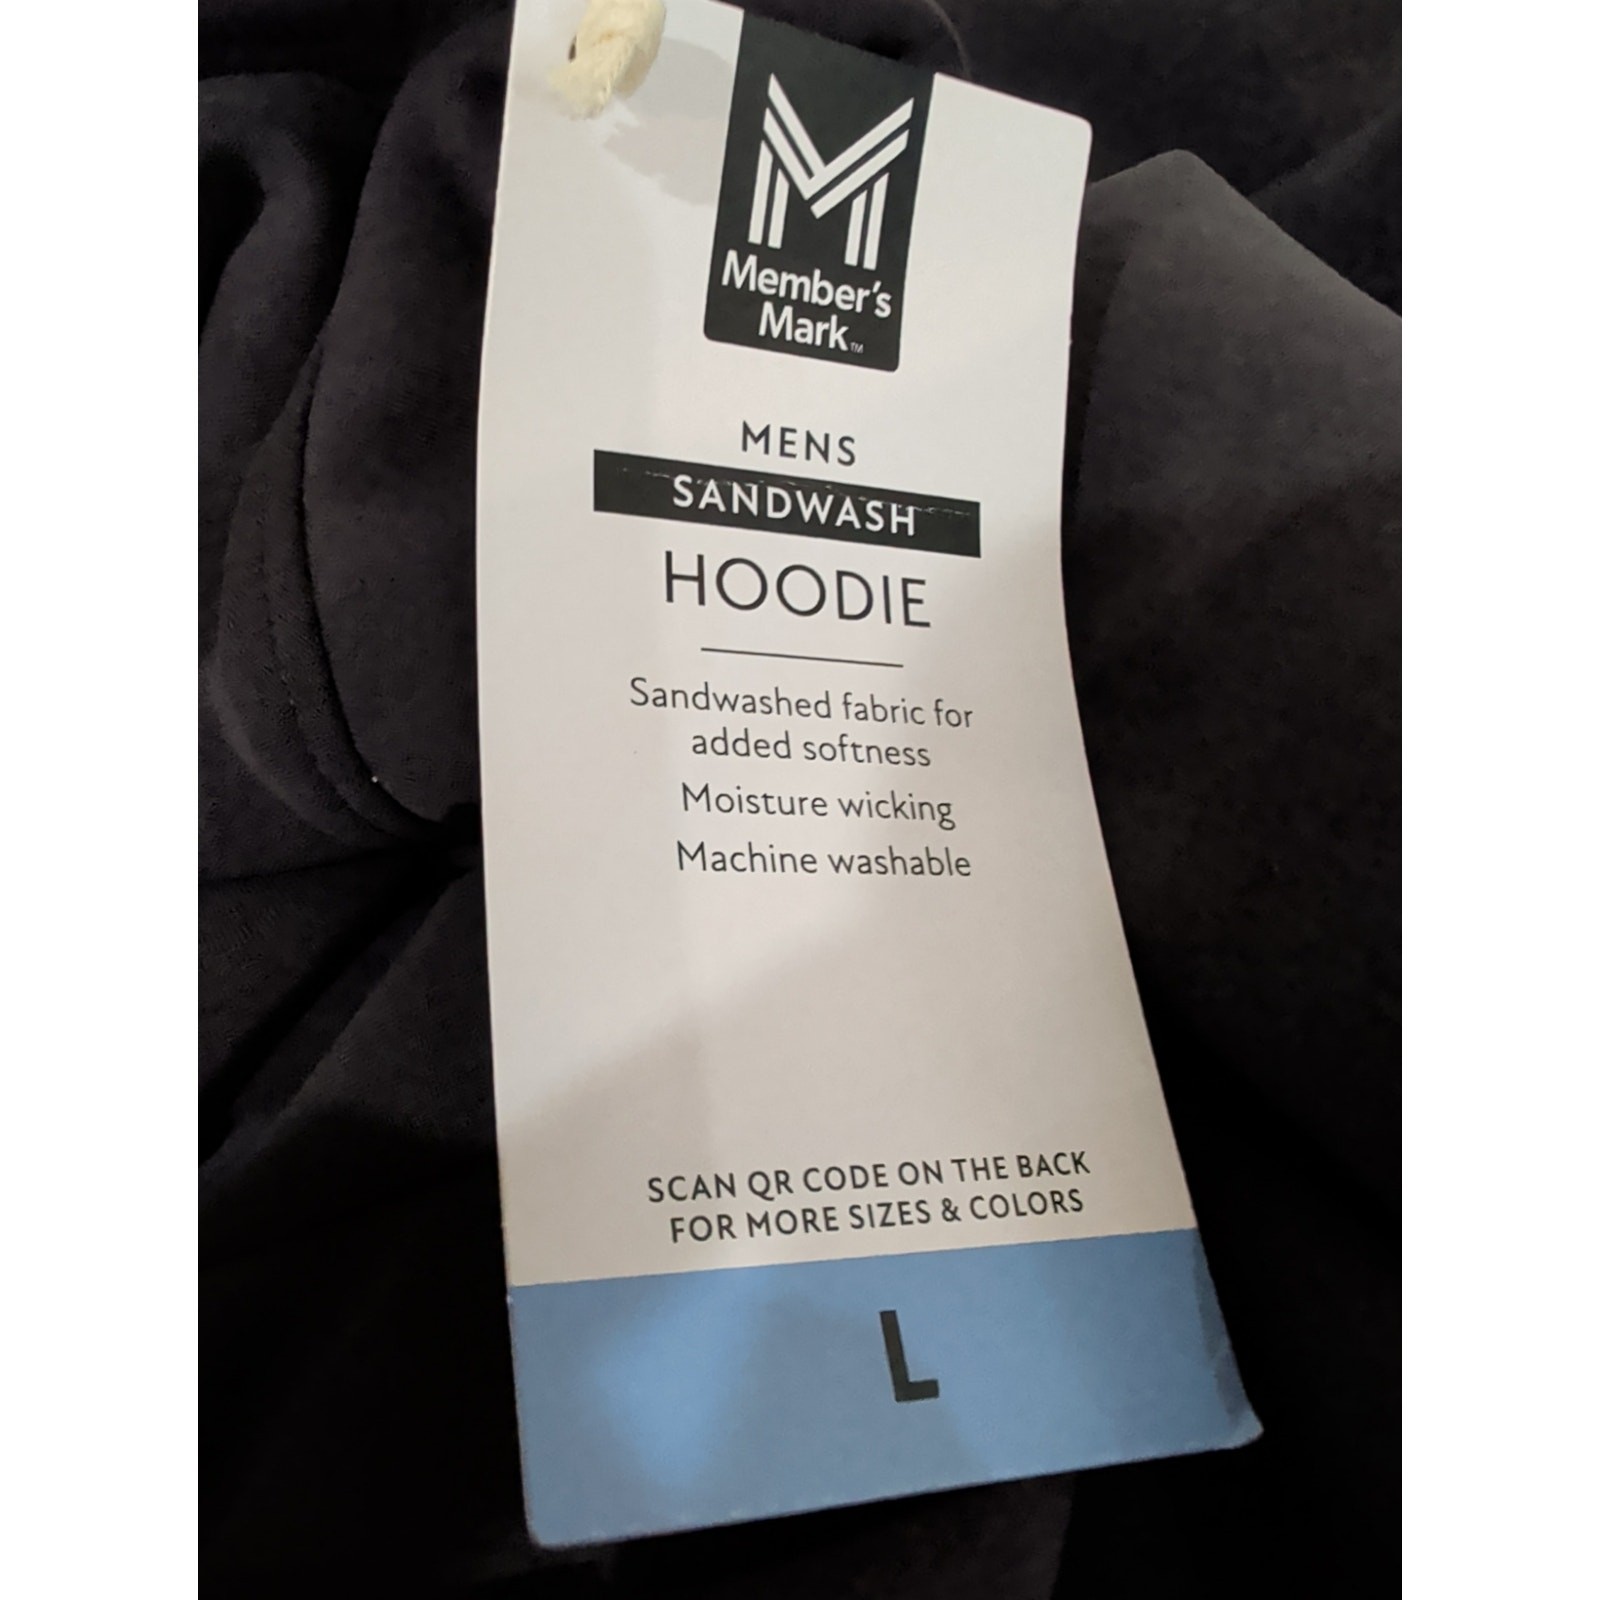 Member's
Mark™
MENS
SANDWASH
HOODIE
Sandwashed fabric for
added softness
Moisture wicking
Machine washable
SCAN QR CODE ON THE BACK
FOR MORE SIZES & COLORS
L